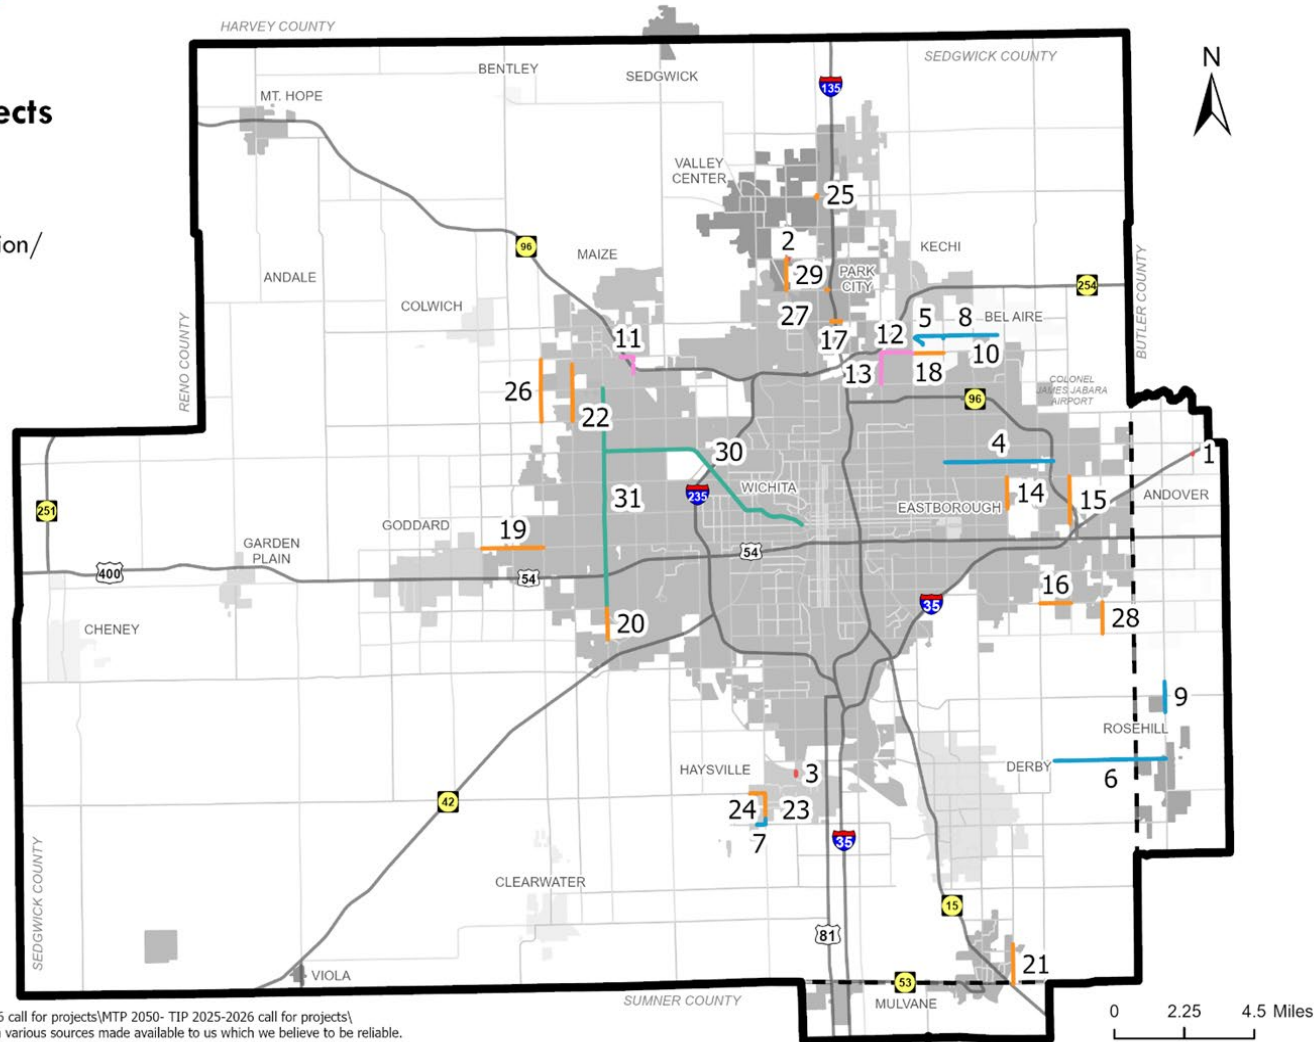 HARVEY COUNTY
SEDGWICK COUNTY
N
BENTLEY
SEDGWICK
135
ects
MT. HOPE
VALLEY
CENTER
25
ion/
96
MAIZE
2
KECHI
29
PARK
CITY
ANDALE
COLWICH
27
254
BUTLER COUNTY
RENO COUNTY
11
17
12
5
8
BEL AIRE
10
13
18
26
22
96
COLONEL
JAMES JABARA
AIRPORT
30
4
1
251
235
WICHITA
31
EASTBOROUGH
14
15
ANDOVER
GODDARD
19
GARDEN
PLAIN
400
54
54
16
35
28
CHENEY
20
9
ROSEHILL
HAYSVILLE
3
DERBY
6
42
24
23
7
35
SEDGWICK COUNTY
CLEARWATER
15
81
VIOLA
21
53
SUMNER COUNTY
MULVANE
0 2.25 4.5 Miles
6 call for projects\MTP 2050- TIP 2025-2026 call for projects\
various sources made available to us which we believe to be reliable.